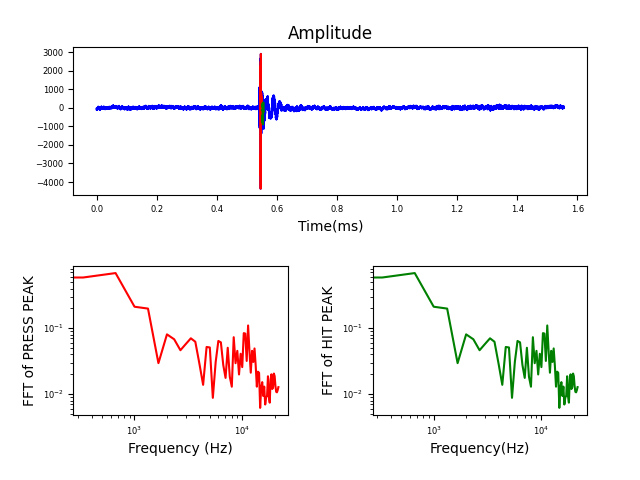 Amplitude
3000
2000
1000
0
−1000
−2000
−3000
−4000
0.0 0.2 0.4 0.6 0.8 1.0 1.2 1.4 1.6
Time(ms)
FFT of PRESS PEAK
10⁻¹
10⁻²
10³ 10⁴
Frequency (Hz)
FFT of HIT PEAK
10⁻¹
10⁻²
10³ 10⁴
Frequency(Hz)